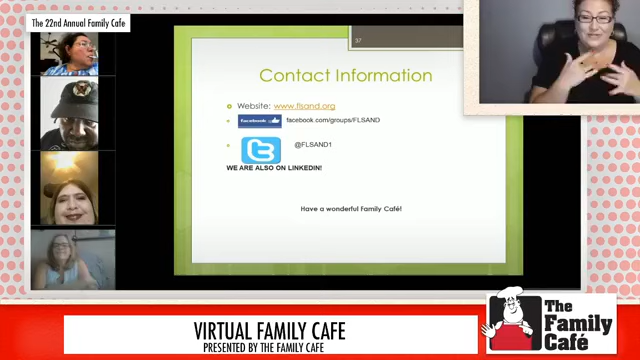 The 22nd Annual Family Cafe
37
Contact Information
Website: www.flsand.org
facebook
facebook.com/groups/FLSAND
@FLSAND1
WE ARE ALSO ON LINKEDIN!
Have a wonderful Family Café!
VIRTUAL FAMILY CAFE
PRESENTED BY THE FAMILY CAFE
The
Family
Café